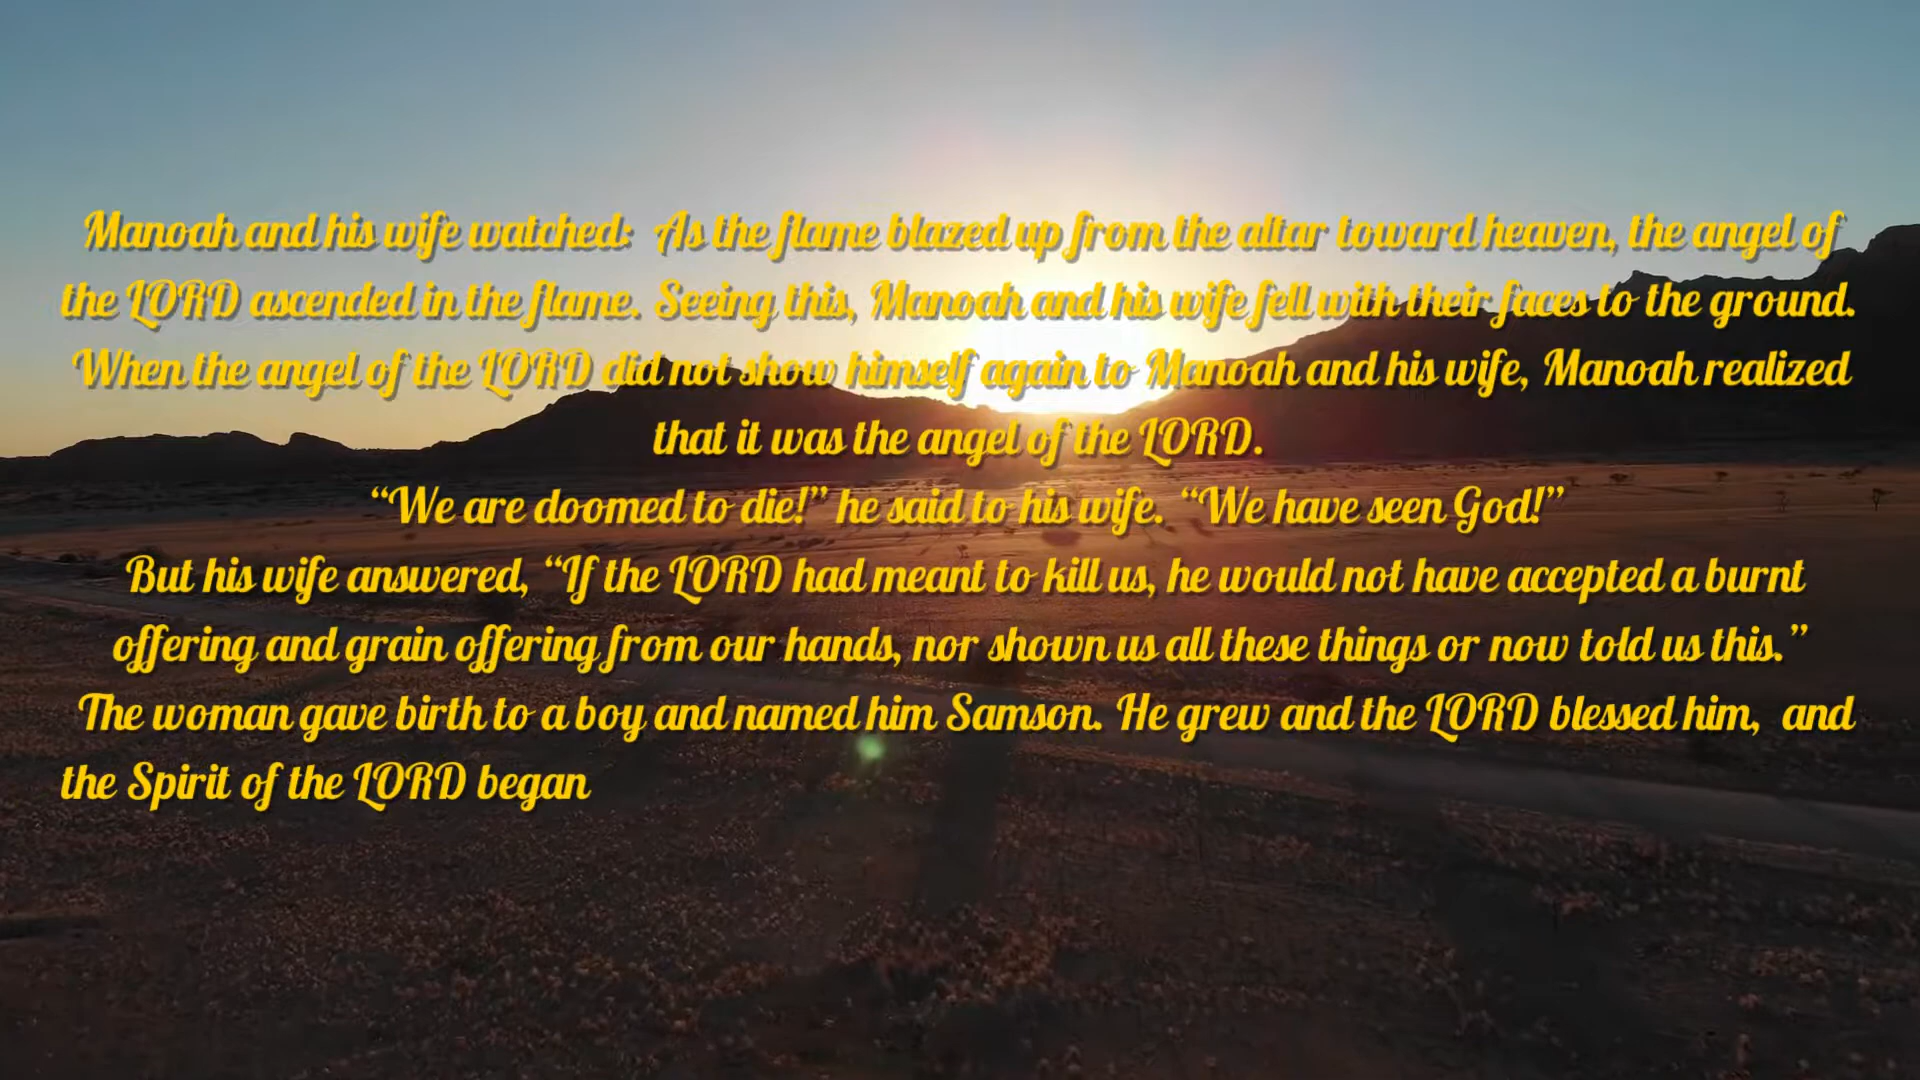 Manoah and his wife watched: As the flame blazed up from the altar toward heaven, the angel of
the LORD ascended in the flame. Seeing this, Manoah and his wife fell with their faces to the ground.
When the angel of the LORD did not show himself again to Manoah and his wife, Manoah realized
that it was the angel of the LORD.
“We are doomed to die!” he said to his wife. “We have seen God!”
But his wife answered, “If the LORD had meant to kill us, he would not have accepted a burnt
offering and grain offering from our hands, nor shown us all these things or now told us this.”
The woman gave birth to a boy and named him Samson. He grew and the LORD blessed him, and
the Spirit of the LORD began